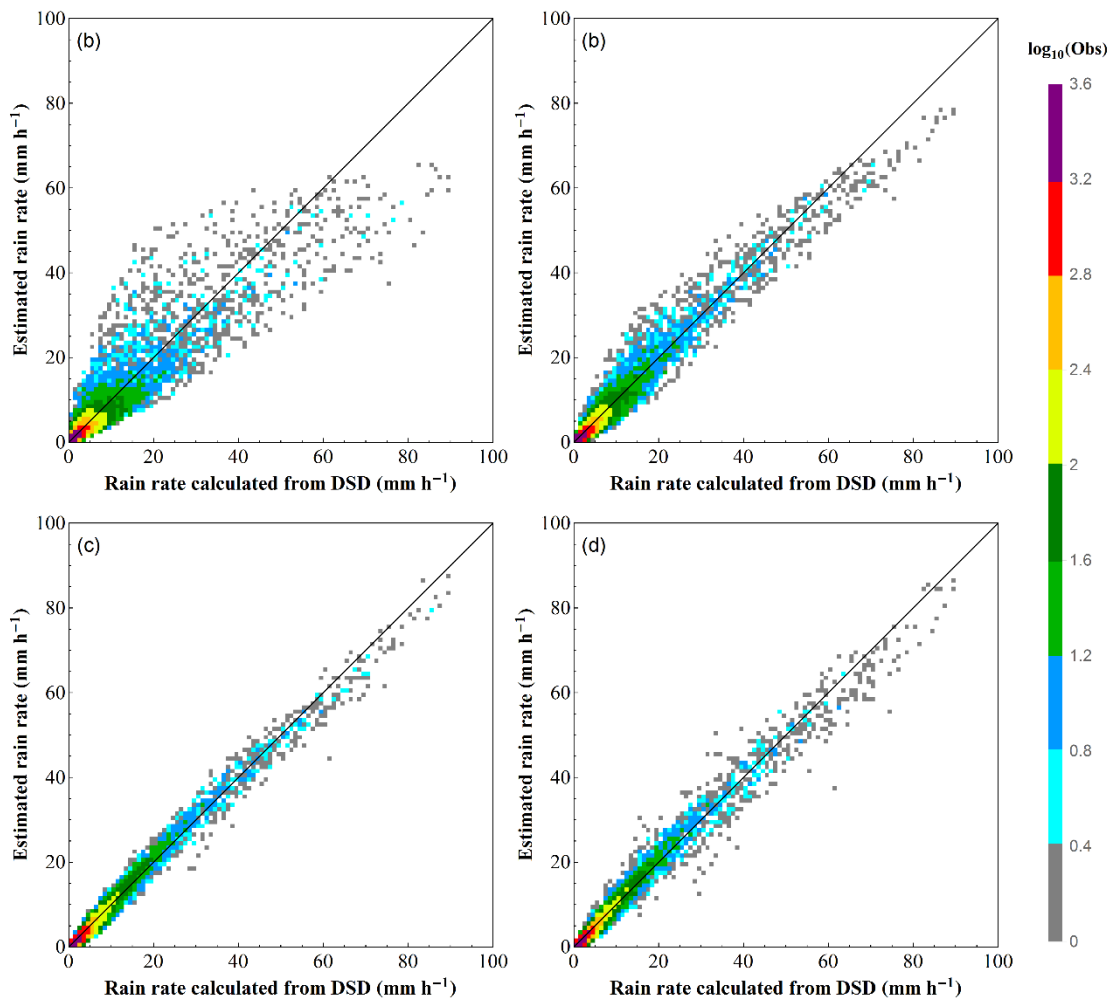 (b)
100
80
60
40
20
0
Estimated rain rate (mm h⁻¹)
0 20 40 60 80 100
Rain rate calculated from DSD (mm h⁻¹)
(b)
100
80
60
40
20
0
Estimated rain rate (mm h⁻¹)
0 20 40 60 80 100
Rain rate calculated from DSD (mm h⁻¹)
(c)
100
80
60
40
20
0
Estimated rain rate (mm h⁻¹)
0 20 40 60 80 100
Rain rate calculated from DSD (mm h⁻¹)
(d)
100
80
60
40
20
0
Estimated rain rate (mm h⁻¹)
0 20 40 60 80 100
Rain rate calculated from DSD (mm h⁻¹)
log₁₀(Obs)
3.6
3.2
2.8
2.4
2
1.6
1.2
0.8
0.4
0